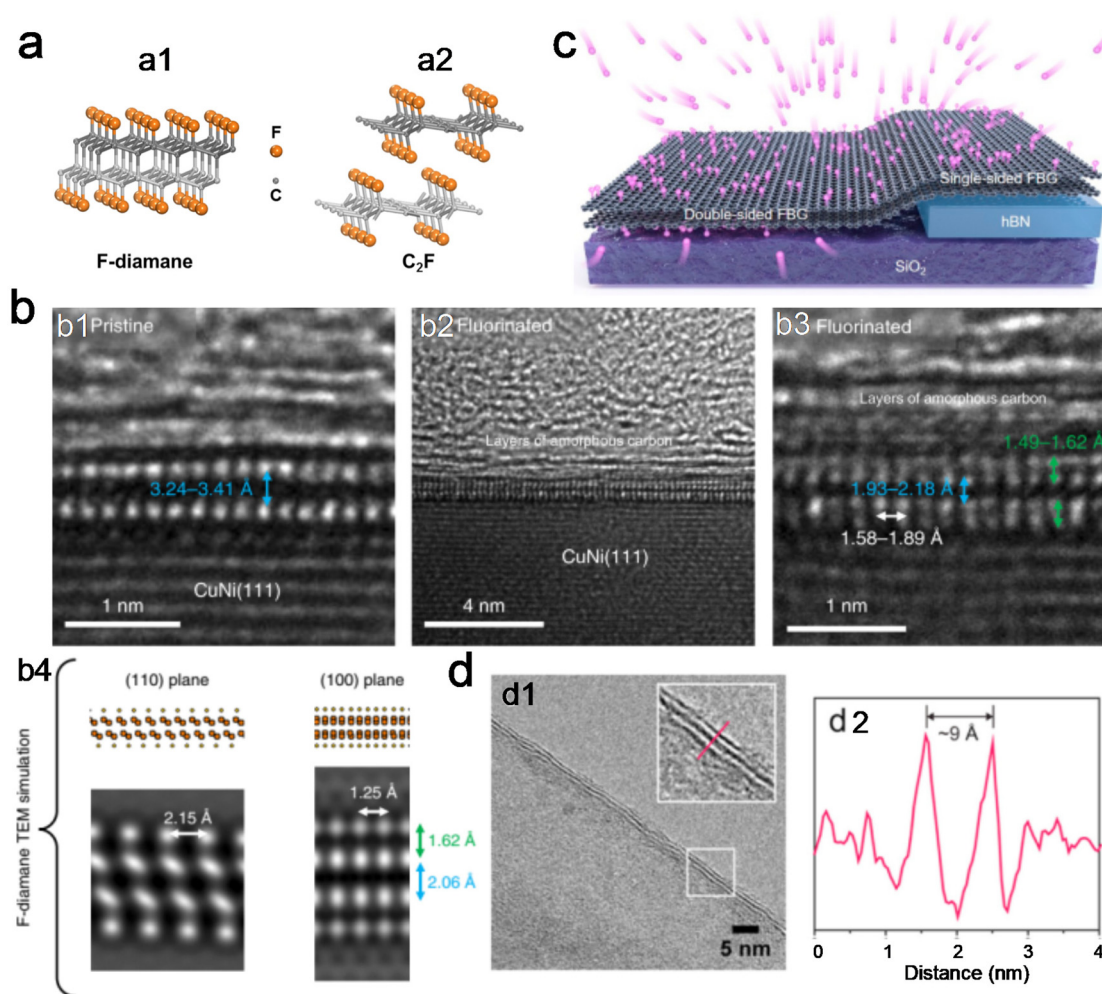 a
a1
a2
F
C
F-diamane
C₂F
c
Single-sided FBG
Double-sided FBG
hBN
SiO₂
b
b1 Pristine
3.24–3.41 Å
CuNi(111)
1 nm
b2 Fluorinated
Layers of amorphous carbon
CuNi(111)
4 nm
b3 Fluorinated
Layers of amorphous carbon
1.49–1.62 Å
1.93–2.18 Å
1.58–1.89 Å
1 nm
b4
F-diamane TEM simulation
(110) plane
(100) plane
2.15 Å
1.25 Å
1.62 Å
2.06 Å
d
d1
5 nm
d2
~9 Å
0 1 2 3 4
Distance (nm)